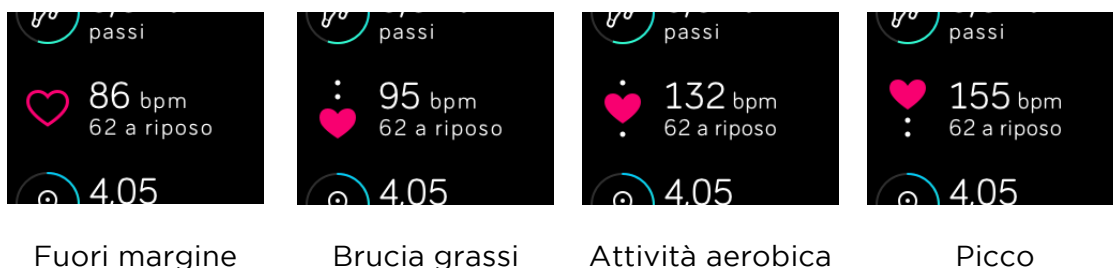 passi
86 bpm
62 a riposo
4,05
Fuori margine
passi
95 bpm
62 a riposo
4,05
Brucia grassi
passi
132 bpm
62 a riposo
4,05
Attività aerobica
passi
155 bpm
62 a riposo
4,05
Picco